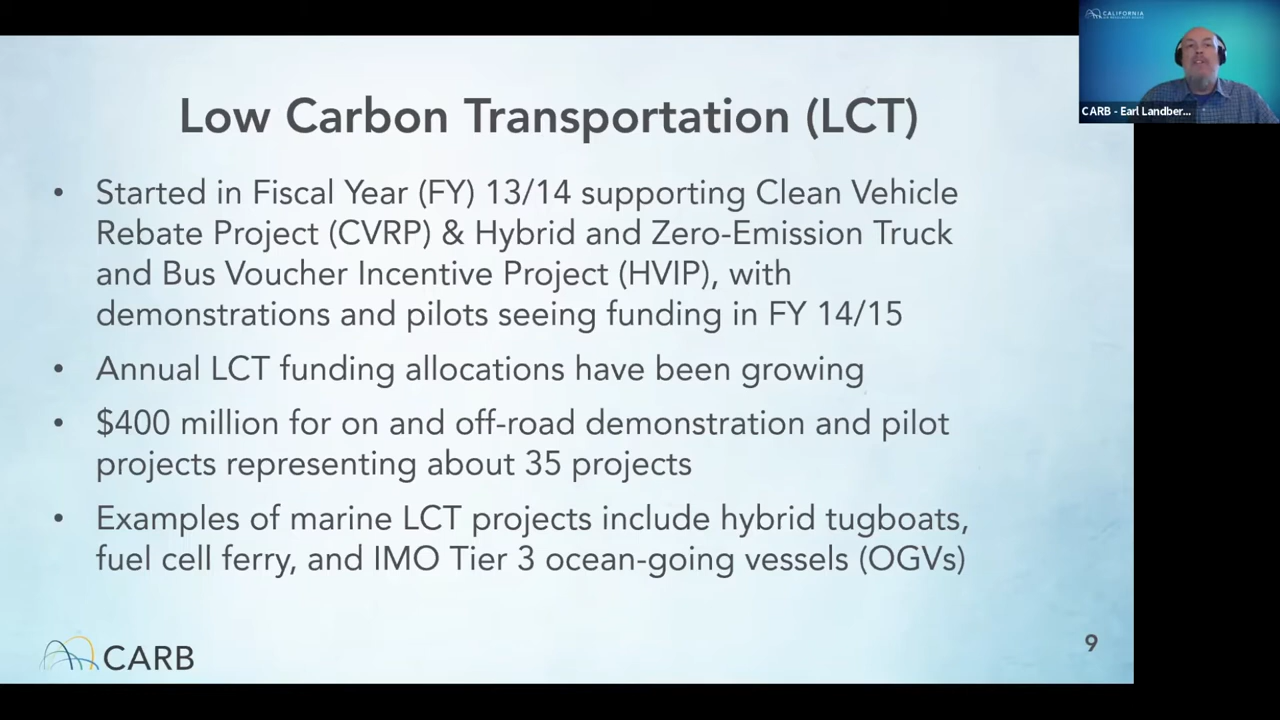 CALIFORNIA
Low Carbon Transportation (LCT)
• Started in Fiscal Year (FY) 13/14 supporting Clean Vehicle
Rebate Project (CVRP) & Hybrid and Zero-Emission Truck
and Bus Voucher Incentive Project (HVIP), with
demonstrations and pilots seeing funding in FY 14/15
• Annual LCT funding allocations have been growing
• $400 million for on and off-road demonstration and pilot
projects representing about 35 projects
• Examples of marine LCT projects include hybrid tugboats,
fuel cell ferry, and IMO Tier 3 ocean-going vessels (OGVs)
CARB
9
CARB - Earl Landber...